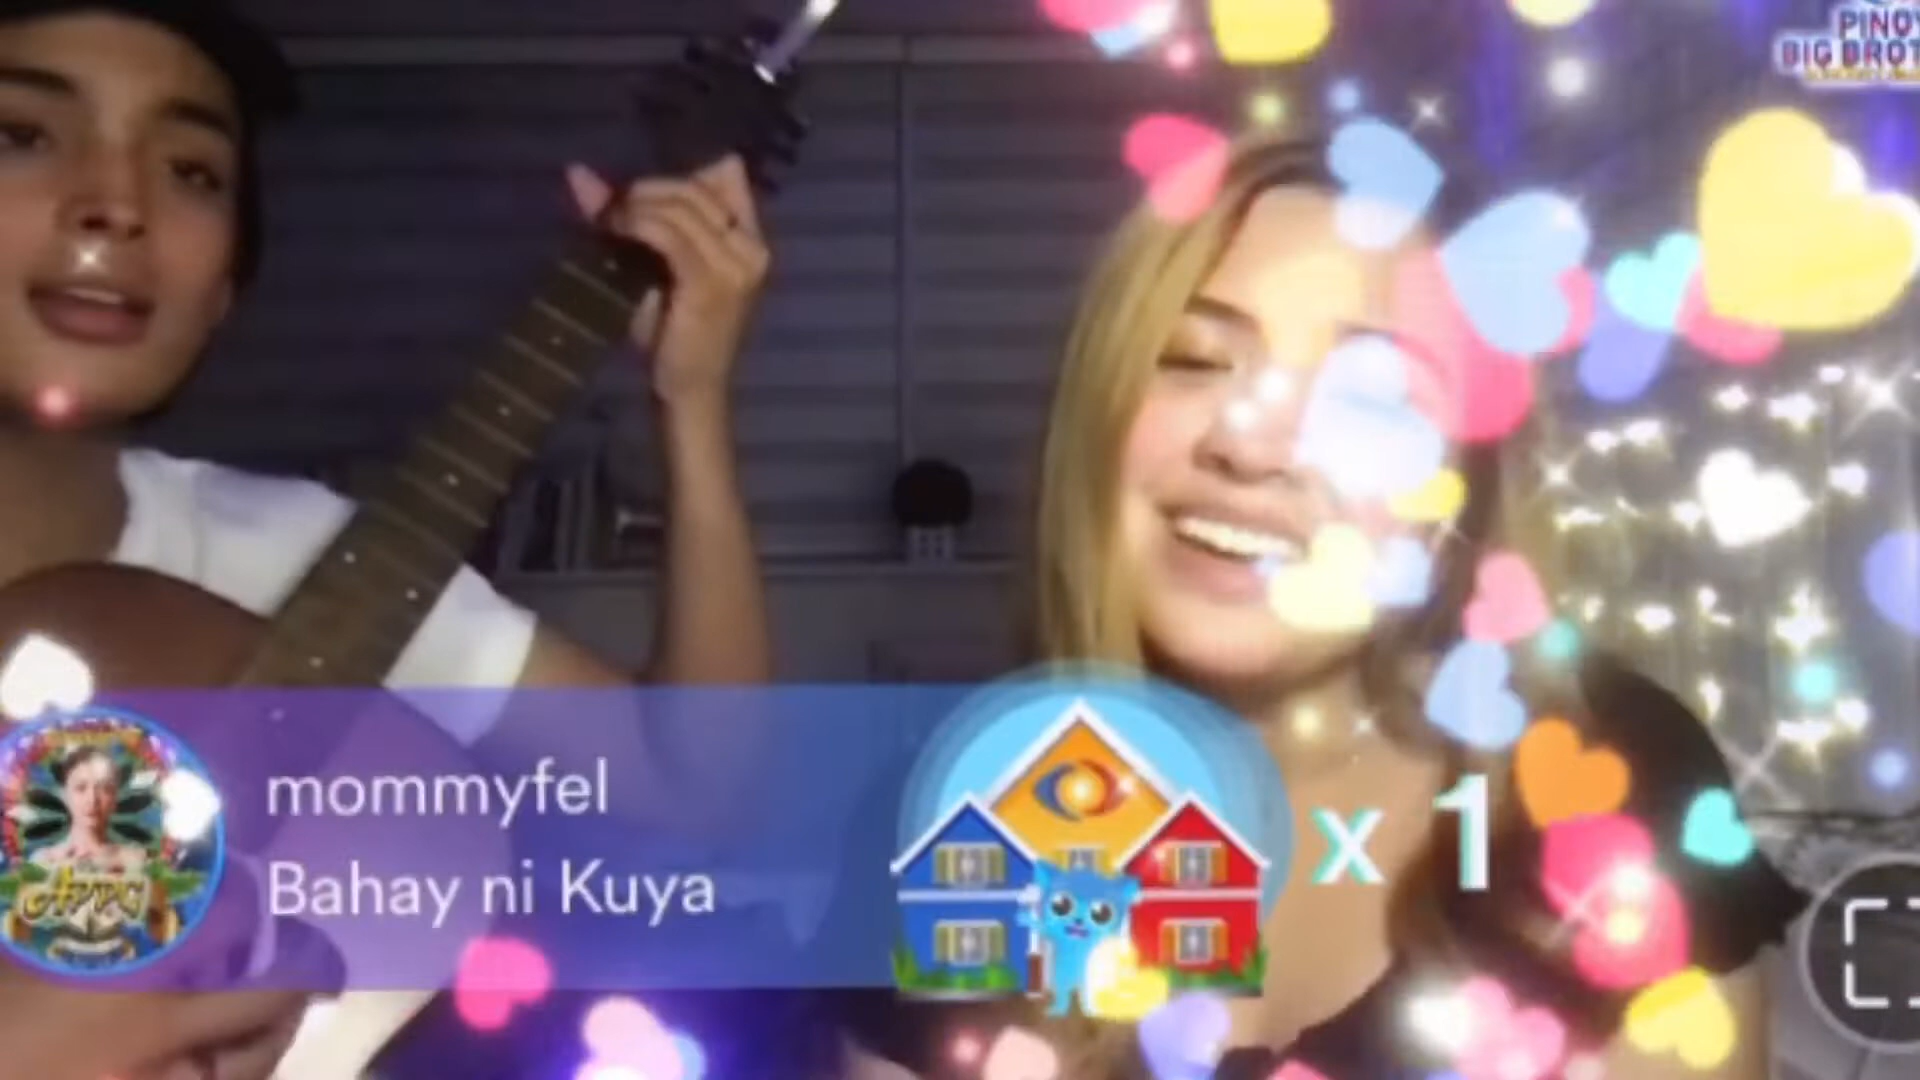 PINOY
BIG BROT
mommyfel
Bahay ni Kuya
x 1